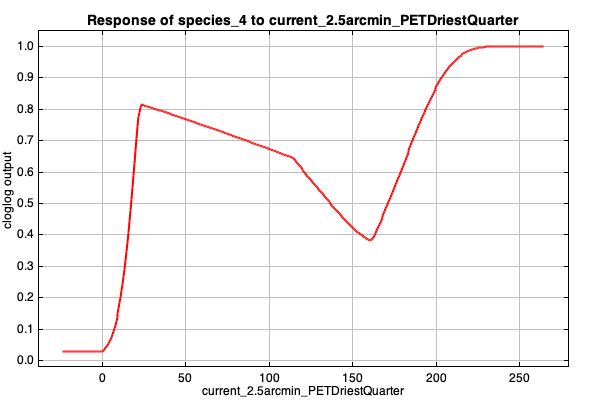 Response of species_4 to current_2.5arcmin_PETDriestQuarter
cloglog output
1.0
0.9
0.8
0.7
0.6
0.5
0.4
0.3
0.2
0.1
0.0
0 50 100 150 200 250
current_2.5arcmin_PETDriestQuarter